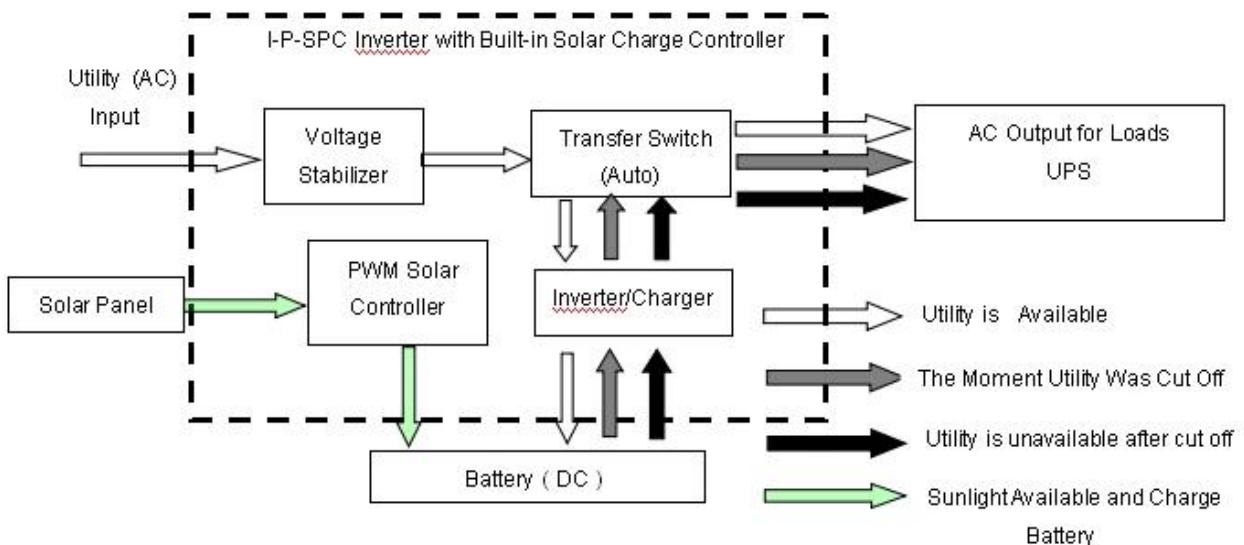 I-P-SPC Inverter with Built-in Solar Charge Controller
Utility (AC)
Input
Voltage
Stabilizer
Transfer Switch
(Auto)
AC Output for Loads
UPS
Solar Panel
PWM Solar
Controller
Inverter/Charger
Battery ( DC )
Utility is Available
The Moment Utility Was Cut Off
Utility is unavailable after cut off
Sunlight Available and Charge
Battery